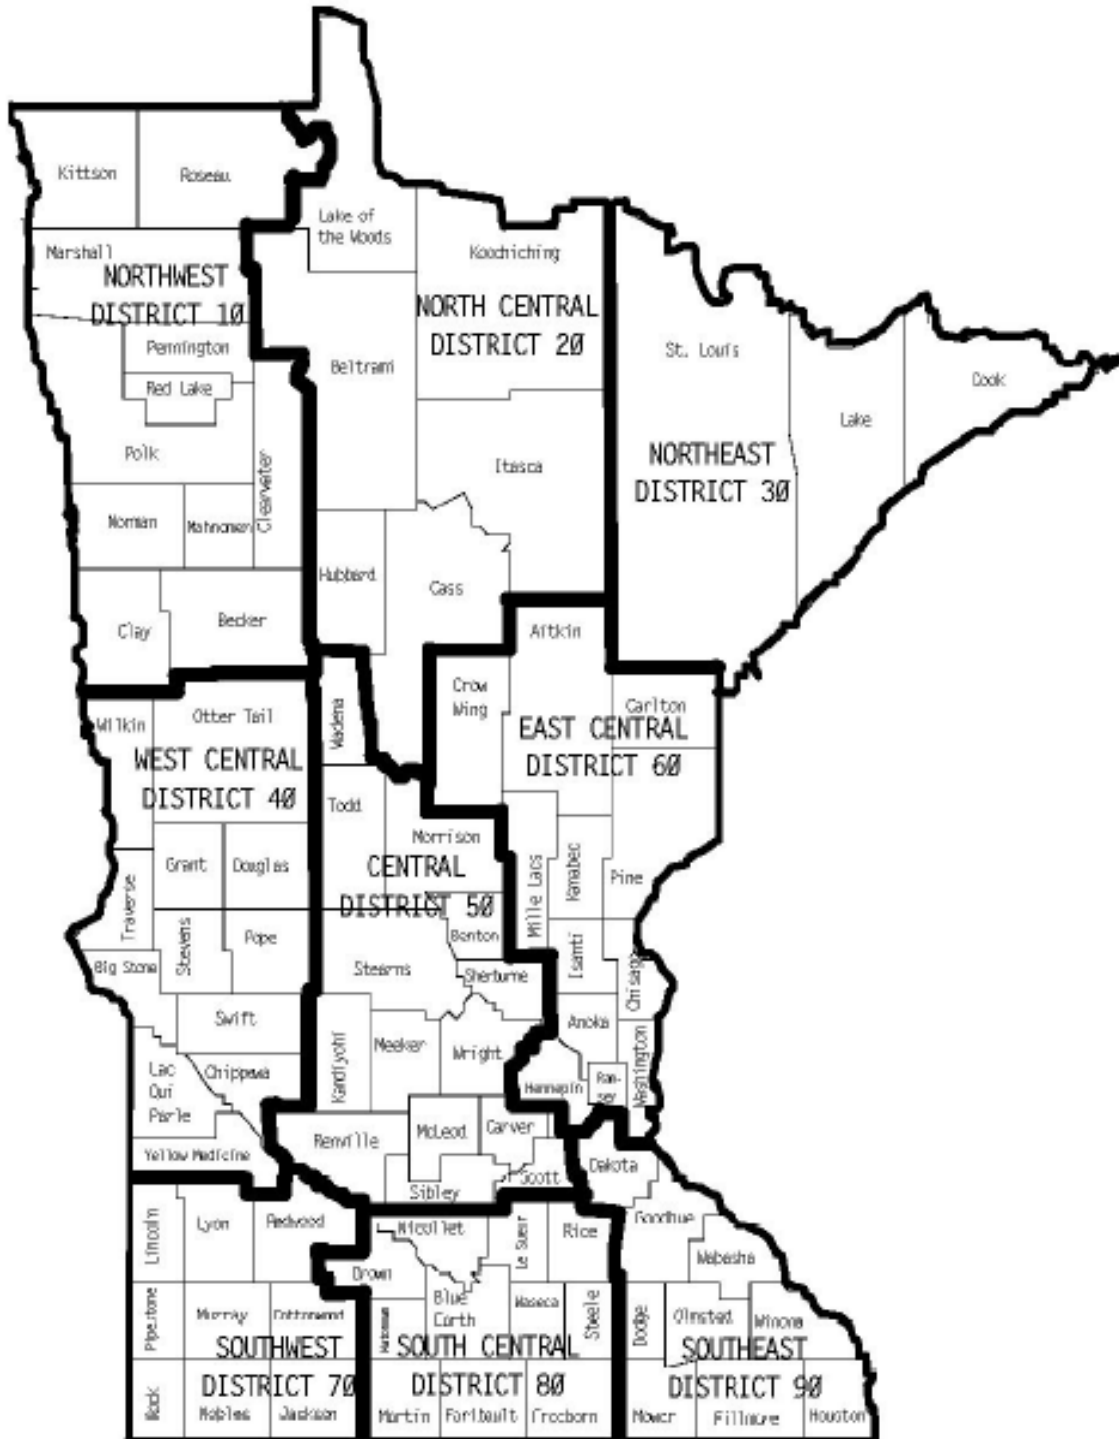 Kittson
Roseau
Lake of
the Woods
Marshall
Koochiching
NORTHWEST
DISTRICT 10
NORTH CENTRAL
DISTRICT 20
Pennington
St. Louis
Beltrami
Red Lake
Cook
Lake
Polk
NORTHEAST
DISTRICT 30
Itasca
Clearwater
Norman
Mahnomen
Hubbard
Cass
Becker
Clay
Aitkin
Crow
Wing
Carlton
Wadena
Otter Tail
Wilkin
EAST CENTRAL
DISTRICT 60
WEST CENTRAL
DISTRICT 40
Todd
Morrison
Grant
Douglas
CENTRAL
DISTRICT 50
Mille Lacs
Kanabec
Pine
Traverse
Stevens
Pope
Benton
Isanti
Chisago
Big Stone
Stearns
Sherburne
Swift
Anoka
Kandiyohi
Meeker
Wright
Washington
Lac
Qui
Parle
Chippewa
Hennepin
Ram-
sey
Renville
McLeod
Carver
Yellow Medicine
Scott
Dakota
Sibley
Lincoln
Lyon
Redwood
Nicollet
Le Sueur
Rice
Goodhue
Wabasha
Brown
Pipestone
Murray
Cottonwood
Blue
Earth
Waseca
Steele
Dodge
Olmsted
Winona
SOUTHWEST
DISTRICT 70
SOUTH CENTRAL
DISTRICT 80
SOUTHEAST
DISTRICT 90
Rock
Nobles
Jackson
Martin
Faribault
Freeborn
Mower
Fillmore
Houston